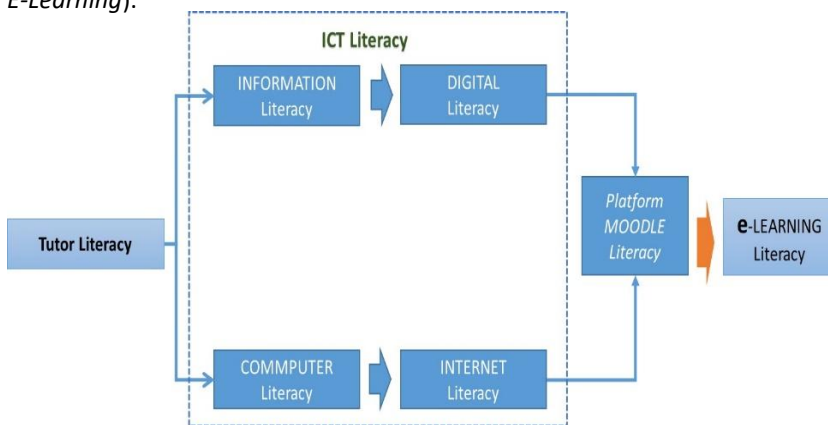 E-Learning).
ICT Literacy
INFORMATION
Literacy
DIGITAL
Literacy
Platform
MOODLE
Literacy
e-LEARNING
Literacy
Tutor Literacy
COMMPUTER
Literacy
INTERNET
Literacy